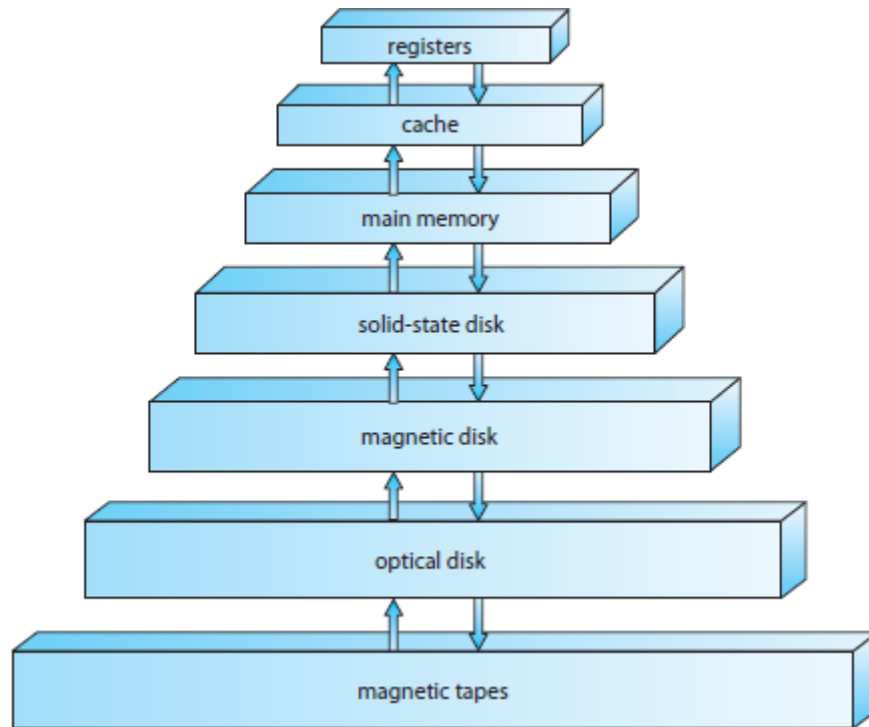 registers
cache
main memory
solid-state disk
magnetic disk
optical disk
magnetic tapes